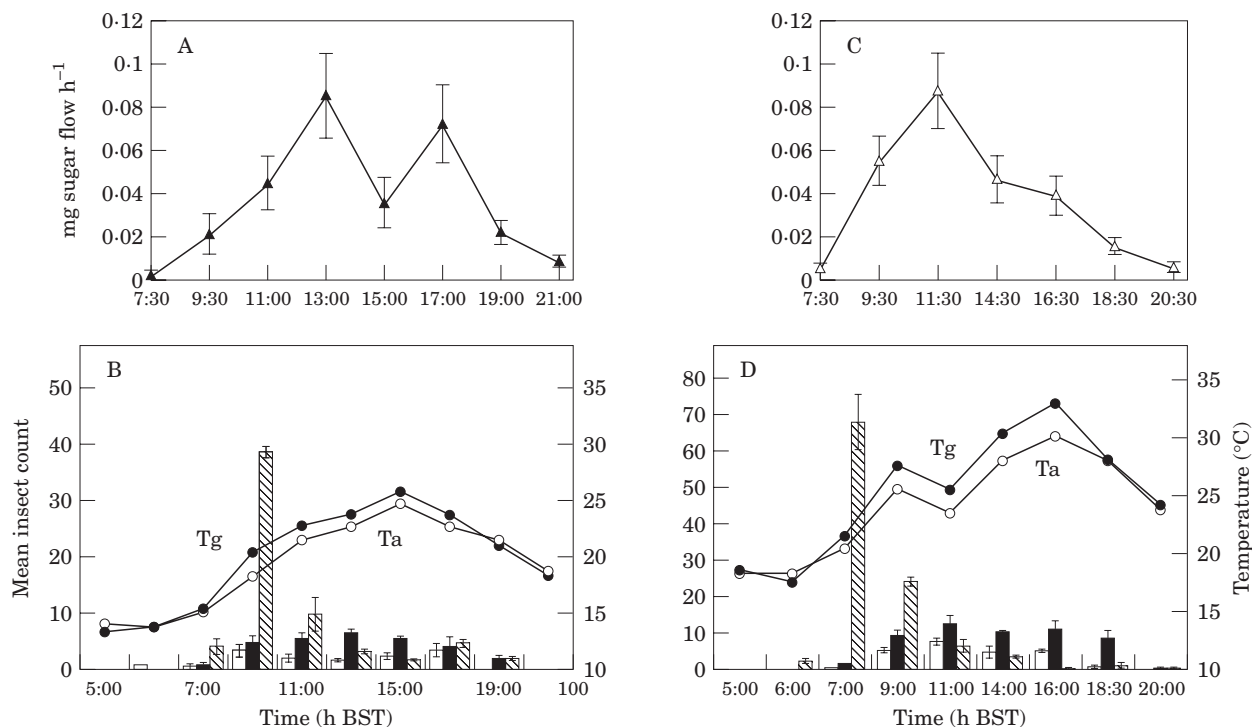 A
mg sugar flow h⁻¹
0·12
0·1
0·08
0·06
0·04
0·02
0
7:30 9:30 11:00 13:00 15:00 17:00 19:00 21:00
C
0·12
0·1
0·08
0·06
0·04
0·02
0
7:30 9:30 11:30 14:30 16:30 18:30 20:30
B
Mean insect count
50
40
30
20
10
0
Tg
Ta
35
30
25
20
15
10
5:00 7:00 11:00 15:00 19:00 100
Time (h BST)
D
80
70
60
50
40
30
20
10
0
Tg
Ta
35
30
25
20
15
10
Temperature (°C)
5:00 6:00 7:00 9:00 11:00 14:00 16:00 18:30 20:00
Time (h BST)